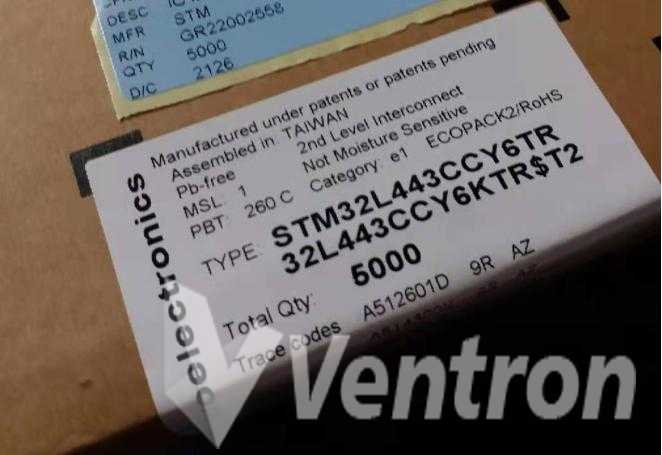 DESC IC
MFR STM
R/N GR22002558
QTY 5000
D/C 2126
Manufactured under patents or patents pending
Assembled in TAIWAN
Pb-free 2nd Level Interconnect
MSL: 1 Not Moisture Sensitive
PBT: 260 C Category: e1 ECOPACK2/RoHS
TYPE: STM32L443CCY6TR
32L443CCY6KTR$T2
Total Qty: 5000
Trace codes A512601D 9R AZ
oelectronics
Ventron